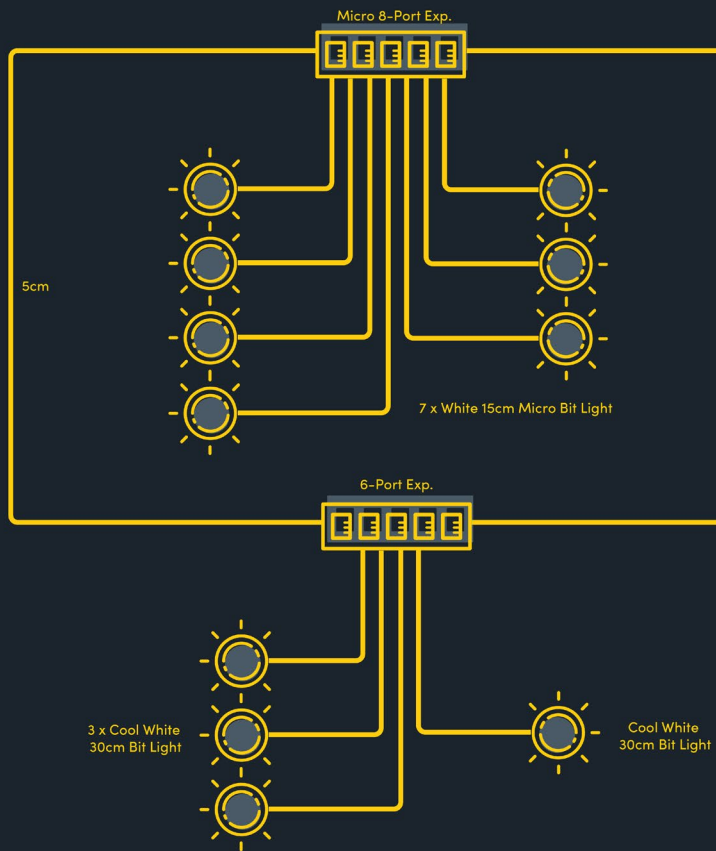 Micro 8-Port Exp.
5cm
7 x White 15cm Micro Bit Light
6-Port Exp.
3 x Cool White
30cm Bit Light
Cool White
30cm Bit Light